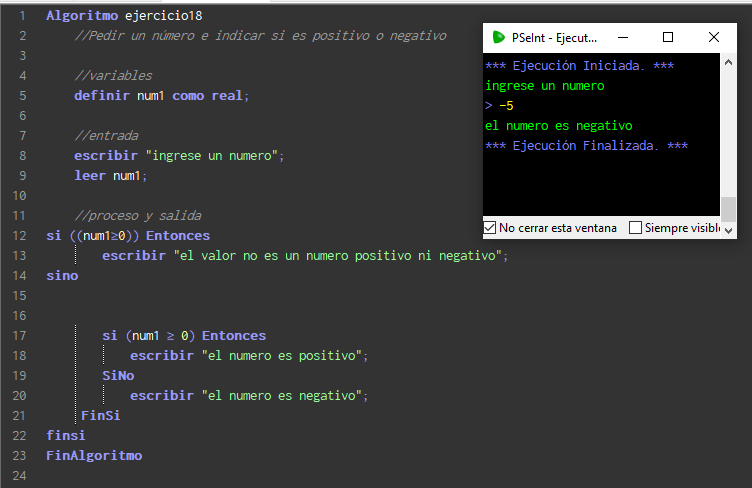 1 Algoritmo ejercicio18
2 //Pedir un número e indicar si es positivo o negativo
3
4 //variables
5 definir num1 como real;
6
7 //entrada
8 escribir "ingrese un numero";
9 leer num1;
10
11 //proceso y salida
12 si ((num1≥0)) Entonces
13 escribir "el valor no es un numero positivo ni negativo";
14 sino
15
16
17 si (num1 ≥ 0) Entonces
18 escribir "el numero es positivo";
19 SiNo
20 escribir "el numero es negativo";
21 FinSi
22 finsi
23 FinAlgoritmo
24
PSeInt - Ejecut...
*** Ejecución Iniciada. ***
ingrese un numero
> -5
el numero es negativo
*** Ejecución Finalizada. ***
No cerrar esta ventana Siempre visible